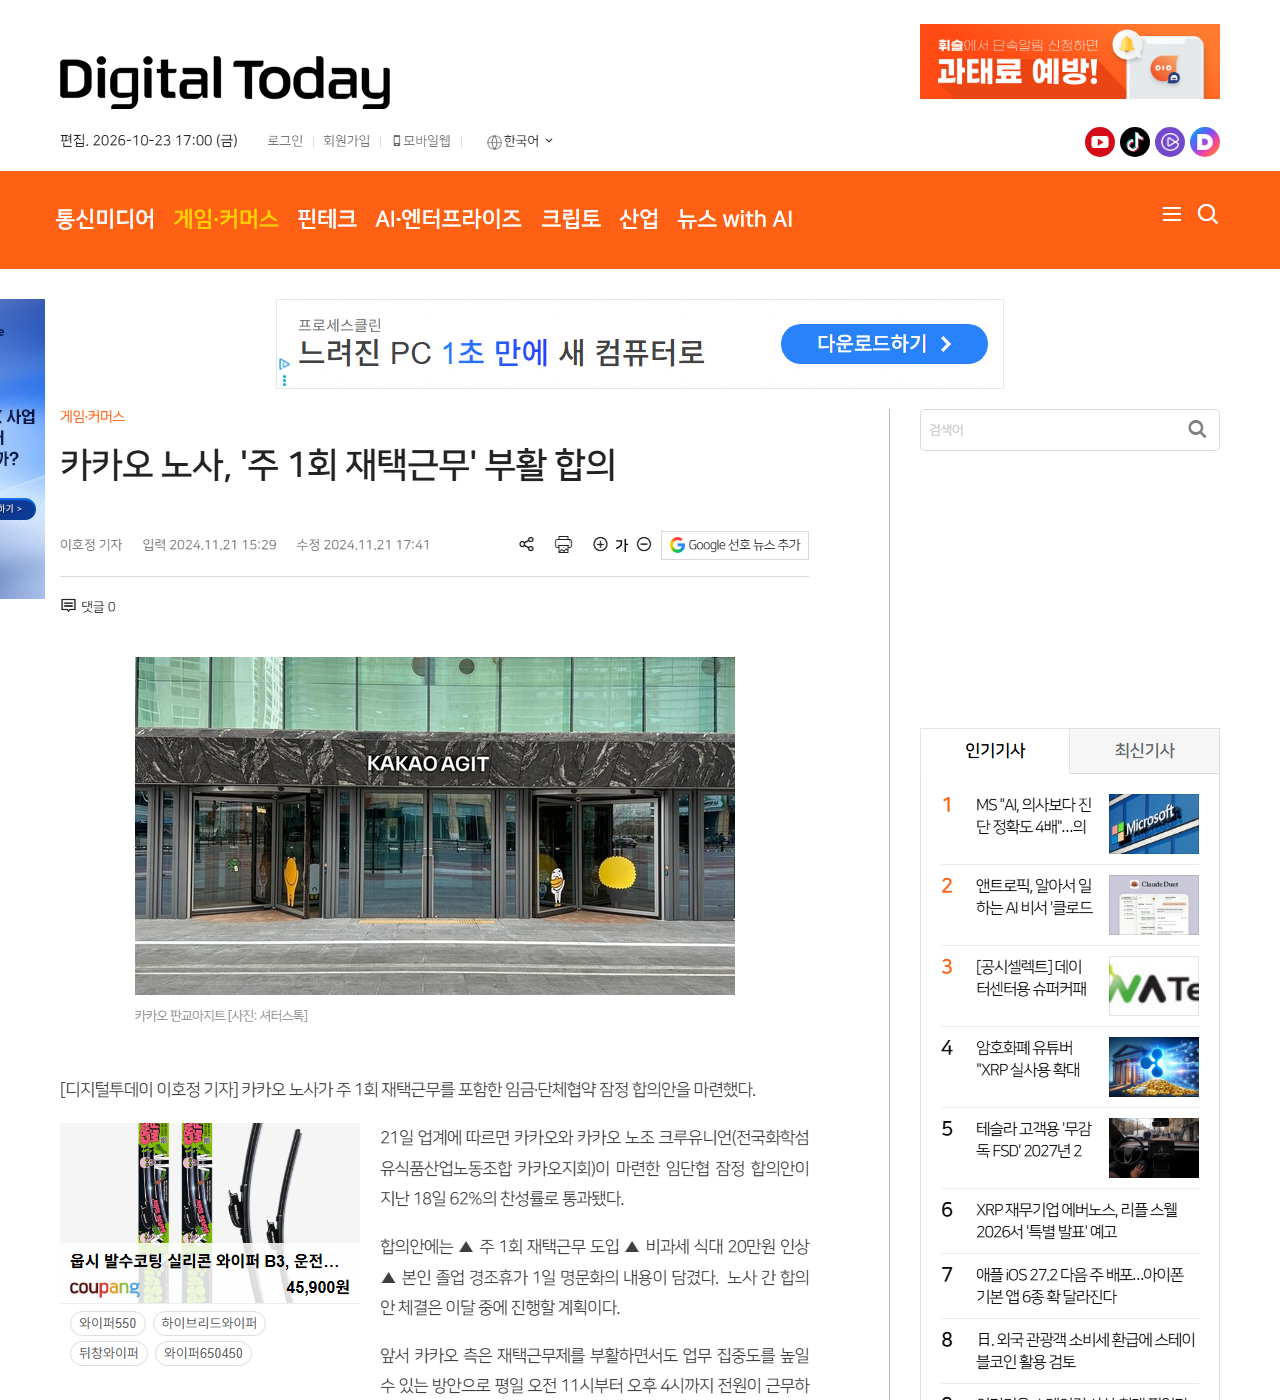 휘슬에서 단속알림 신청하면
과태료 예방!
Digital Today
편집. 2026-10-23 17:00 (금)
로그인
회원가입
모바일웹
한국어
통신미디어 게임·커머스 핀테크 AI·엔터프라이즈 크립토 산업 뉴스 with AI
프로세스클린
느려진 PC 1초 만에 새 컴퓨터로
다운로드하기
사업
까?
하기 >
게임·커머스
카카오 노사, '주 1회 재택근무' 부활 합의
이호정 기자
입력 2024.11.21 15:29
수정 2024.11.21 17:41
가
Google 선호 뉴스 추가
댓글 0
KAKAO AGIT
카카오 판교아지트 [사진: 셔터스톡]
[디지털투데이 이호정 기자] 카카오 노사가 주 1회 재택근무를 포함한 임금·단체협약 잠정 합의안을 마련했다.
21일 업계에 따르면 카카오와 카카오 노조 크루유니언(전국화학섬
유식품산업노동조합 카카오지회)이 마련한 임단협 잠정 합의안이
지난 18일 62%의 찬성률로 통과됐다.
합의안에는 ▲ 주 1회 재택근무 도입 ▲ 비과세 식대 20만원 인상
▲ 본인 졸업 경조휴가 1일 명문화의 내용이 담겼다. 노사 간 합의
안 체결은 이달 중에 진행할 계획이다.
앞서 카카오 측은 재택근무제를 부활하면서도 업무 집중도를 높일
수 있는 방안으로 평일 오전 11시부터 오후 4시까지 전원이 근무하
웁시 발수코팅 실리콘 와이퍼 B3, 운전...
coupang
45,900원
와이퍼550
하이브리드와이퍼
뒤창와이퍼
와이퍼650450
검색어
인기기사
최신기사
1
MS "AI, 의사보다 진
단 정확도 4배"…의
Microsoft
2
앤트로픽, 알아서 일
하는 AI 비서 '클로드
Claude Duet
3
[공시셀렉트] 데이
터센터용 슈퍼커패
4
암호화폐 유튜버
"XRP 실사용 확대
5
테슬라 고객용 '무감
독 FSD' 2027년 2
6
XRP 재무기업 에버노스, 리플 스웰
2026서 '특별 발표' 예고
7
애플 iOS 27.2 다음 주 배포…아이폰
기본 앱 6종 확 달라진다
8
日. 외국 관광객 소비세 환급에 스테이
블코인 활용 검토